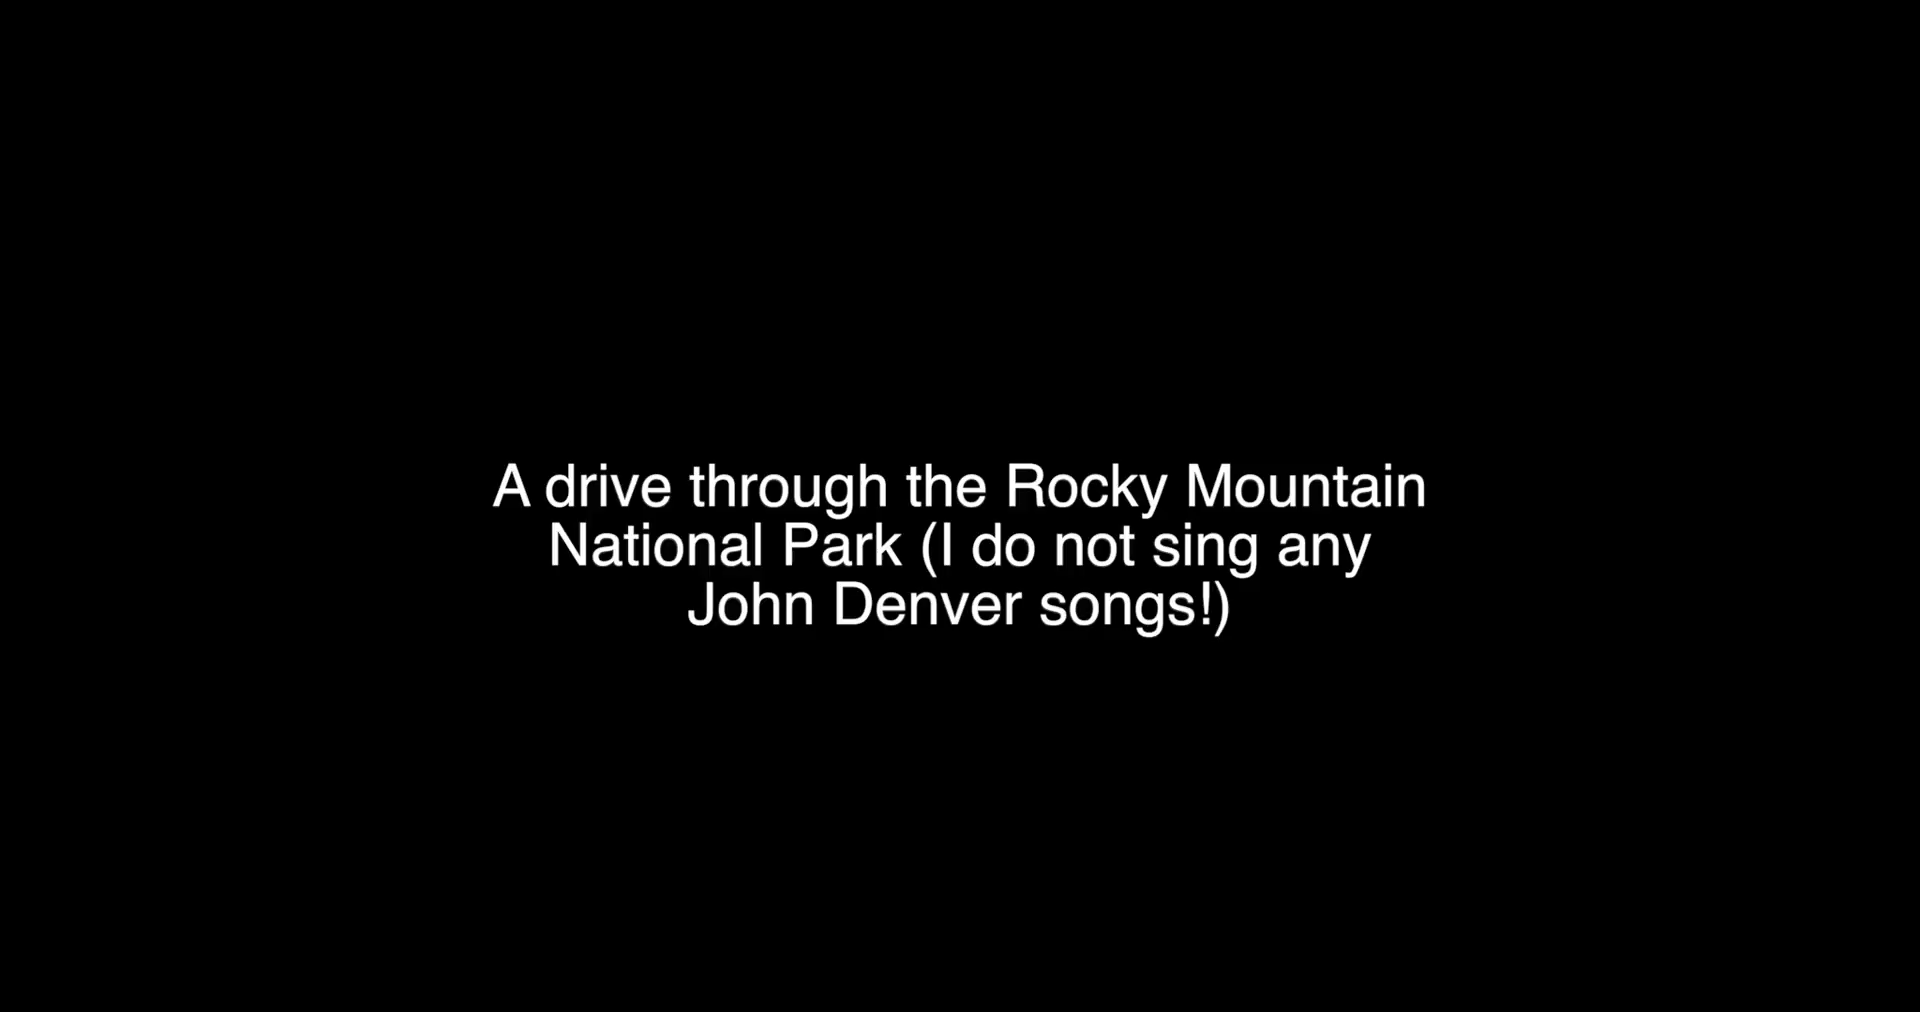 A drive through the Rocky Mountain
National Park (I do not sing any
John Denver songs!)